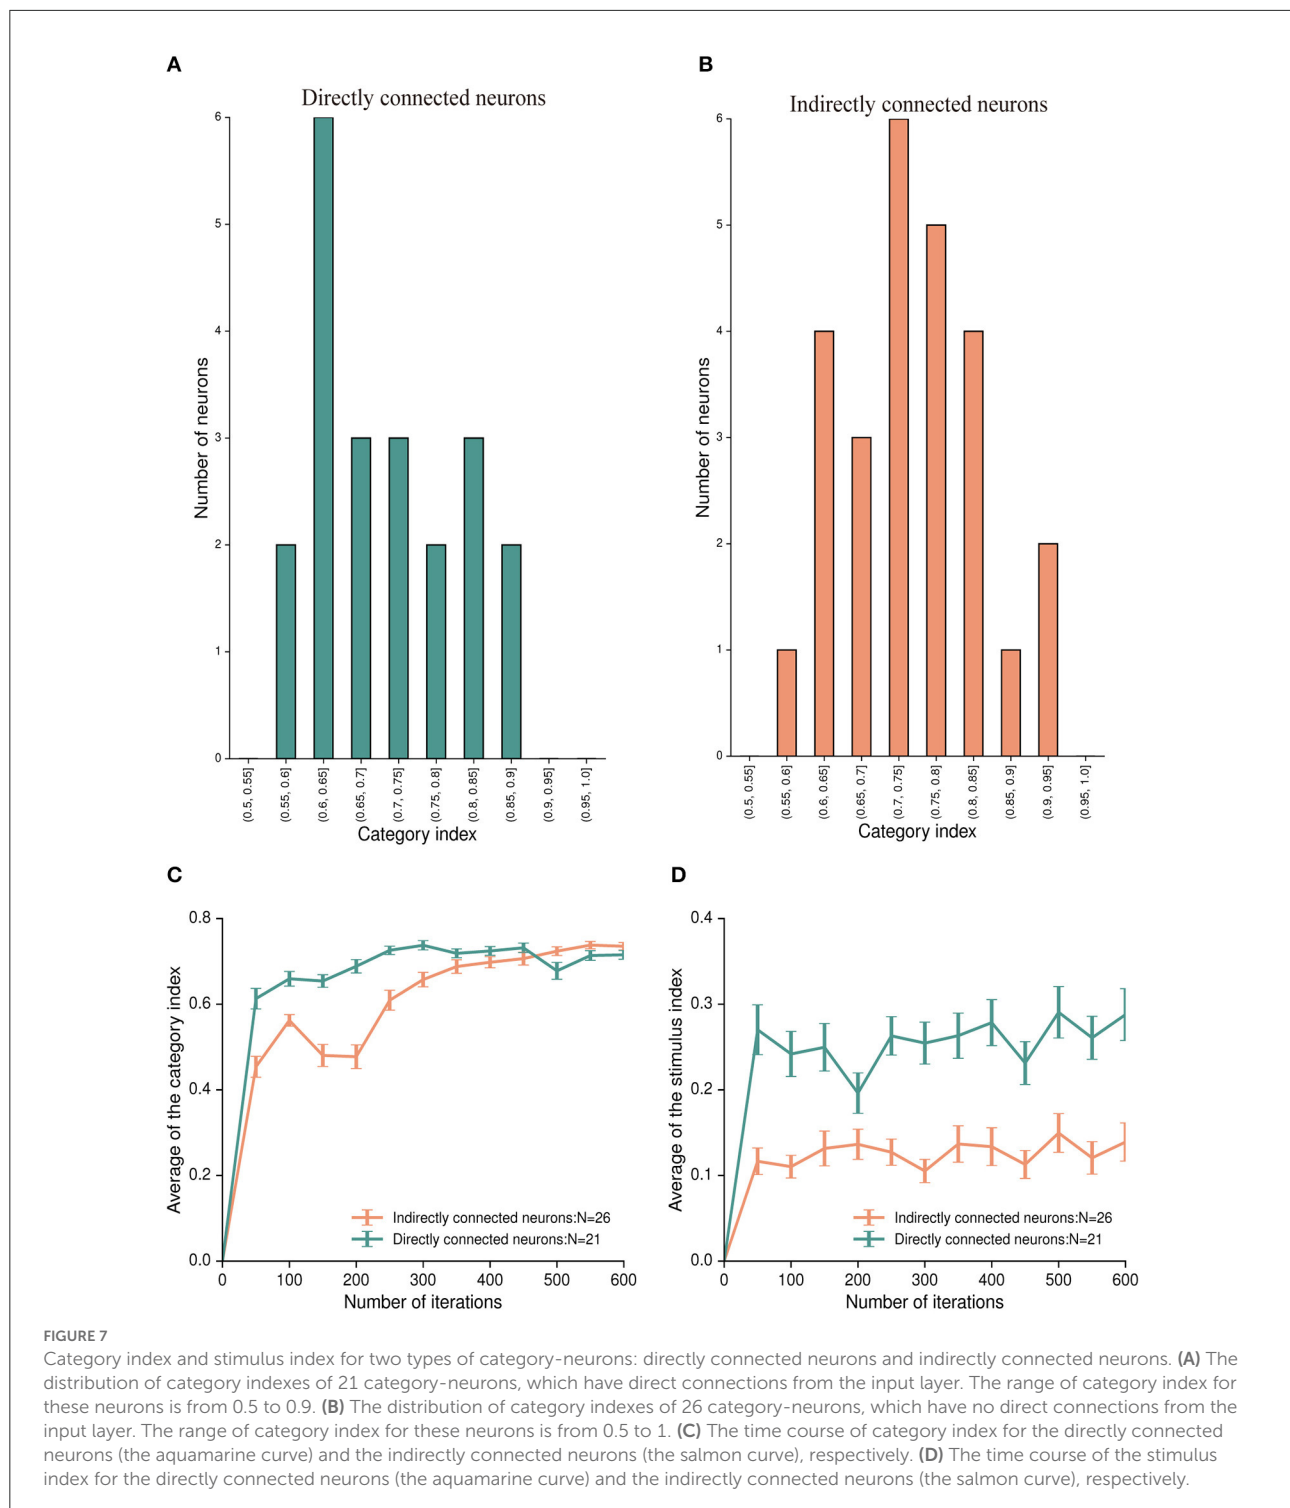 A
Directly connected neurons
6
5
4
3
2
1
0
Number of neurons
(0.5, 0.55]
(0.55, 0.6]
(0.6, 0.65]
(0.65, 0.7]
(0.7, 0.75]
(0.75, 0.8]
(0.8, 0.85]
(0.85, 0.9]
(0.9, 0.95]
(0.95, 1.0]
Category index
B
Indirectly connected neurons
6
5
4
3
2
1
0
Number of neurons
(0.5, 0.55]
(0.55, 0.6]
(0.6, 0.65]
(0.65, 0.7]
(0.7, 0.75]
(0.75, 0.8]
(0.8, 0.85]
(0.85, 0.9]
(0.9, 0.95]
(0.95, 1.0]
Category index
C
0.8
0.6
0.4
0.2
0.0
Average of the category index
Indirectly connected neurons:N=26
Directly connected neurons:N=21
0 100 200 300 400 500 600
Number of iterations
D
0.4
0.3
0.2
0.1
0.0
Average of the stimulus index
Indirectly connected neurons:N=26
Directly connected neurons:N=21
0 100 200 300 400 500 600
Number of iterations
FIGURE 7
Category index and stimulus index for two types of category-neurons: directly connected neurons and indirectly connected neurons. (A) The
distribution of category indexes of 21 category-neurons, which have direct connections from the input layer. The range of category index for
these neurons is from 0.5 to 0.9. (B) The distribution of category indexes of 26 category-neurons, which have no direct connections from the
input layer. The range of category index for these neurons is from 0.5 to 1. (C) The time course of category index for the directly connected
neurons (the aquamarine curve) and the indirectly connected neurons (the salmon curve), respectively. (D) The time course of the stimulus
index for the directly connected neurons (the aquamarine curve) and the indirectly connected neurons (the salmon curve), respectively.